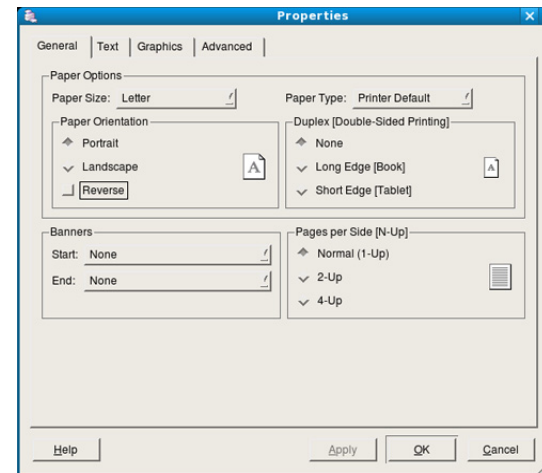 Properties
General Text Graphics Advanced
Paper Options
Paper Size: Letter Paper Type: Printer Default
Paper Orientation Duplex [Double-Sided Printing]
Portrait None
Landscape A Long Edge [Book] A
Reverse Short Edge [Tablet]
Banners Pages per Side [N-Up]
Start: None Normal (1-Up)
End: None 2-Up
4-Up
Help Apply OK Cancel